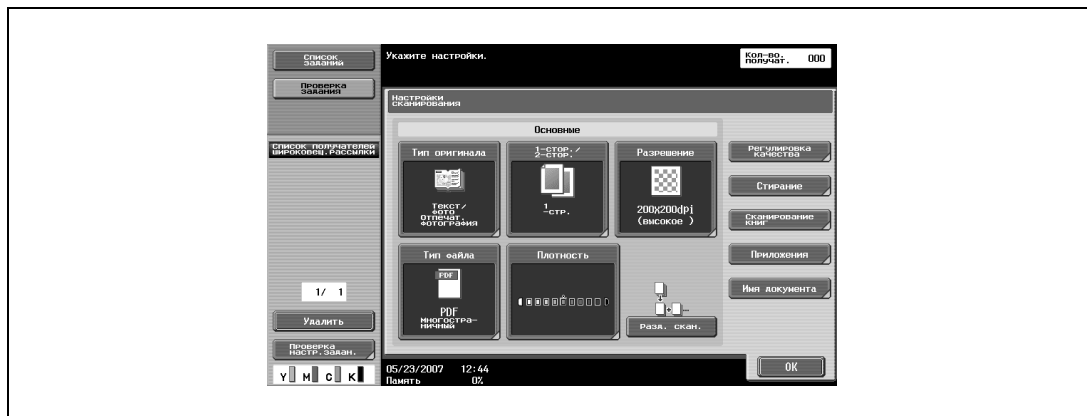 Список
заданий
Укажите настройки.
Кол-во.
получат. 000
Проверка
задания
Настройки
сканирования
Список получателей
широковещ.рассылки
Основные
Тип оригинала
1-стор./
2-стор.
Разрешение
Текст/
Фото
Отпечат.
Фотография
1
-стр.
200X200dpi
(высокое )
Регулировка
качества
Стирание
Сканирование
книг
Приложения
Имя документа
Тип файла
Плотность
PDF
PDF
многостра-
ничный
Разд. скан.
1/ 1
Удалить
Проверка
настр.задан.
Y M C K
05/23/2007 12:44
Память 0%
OK